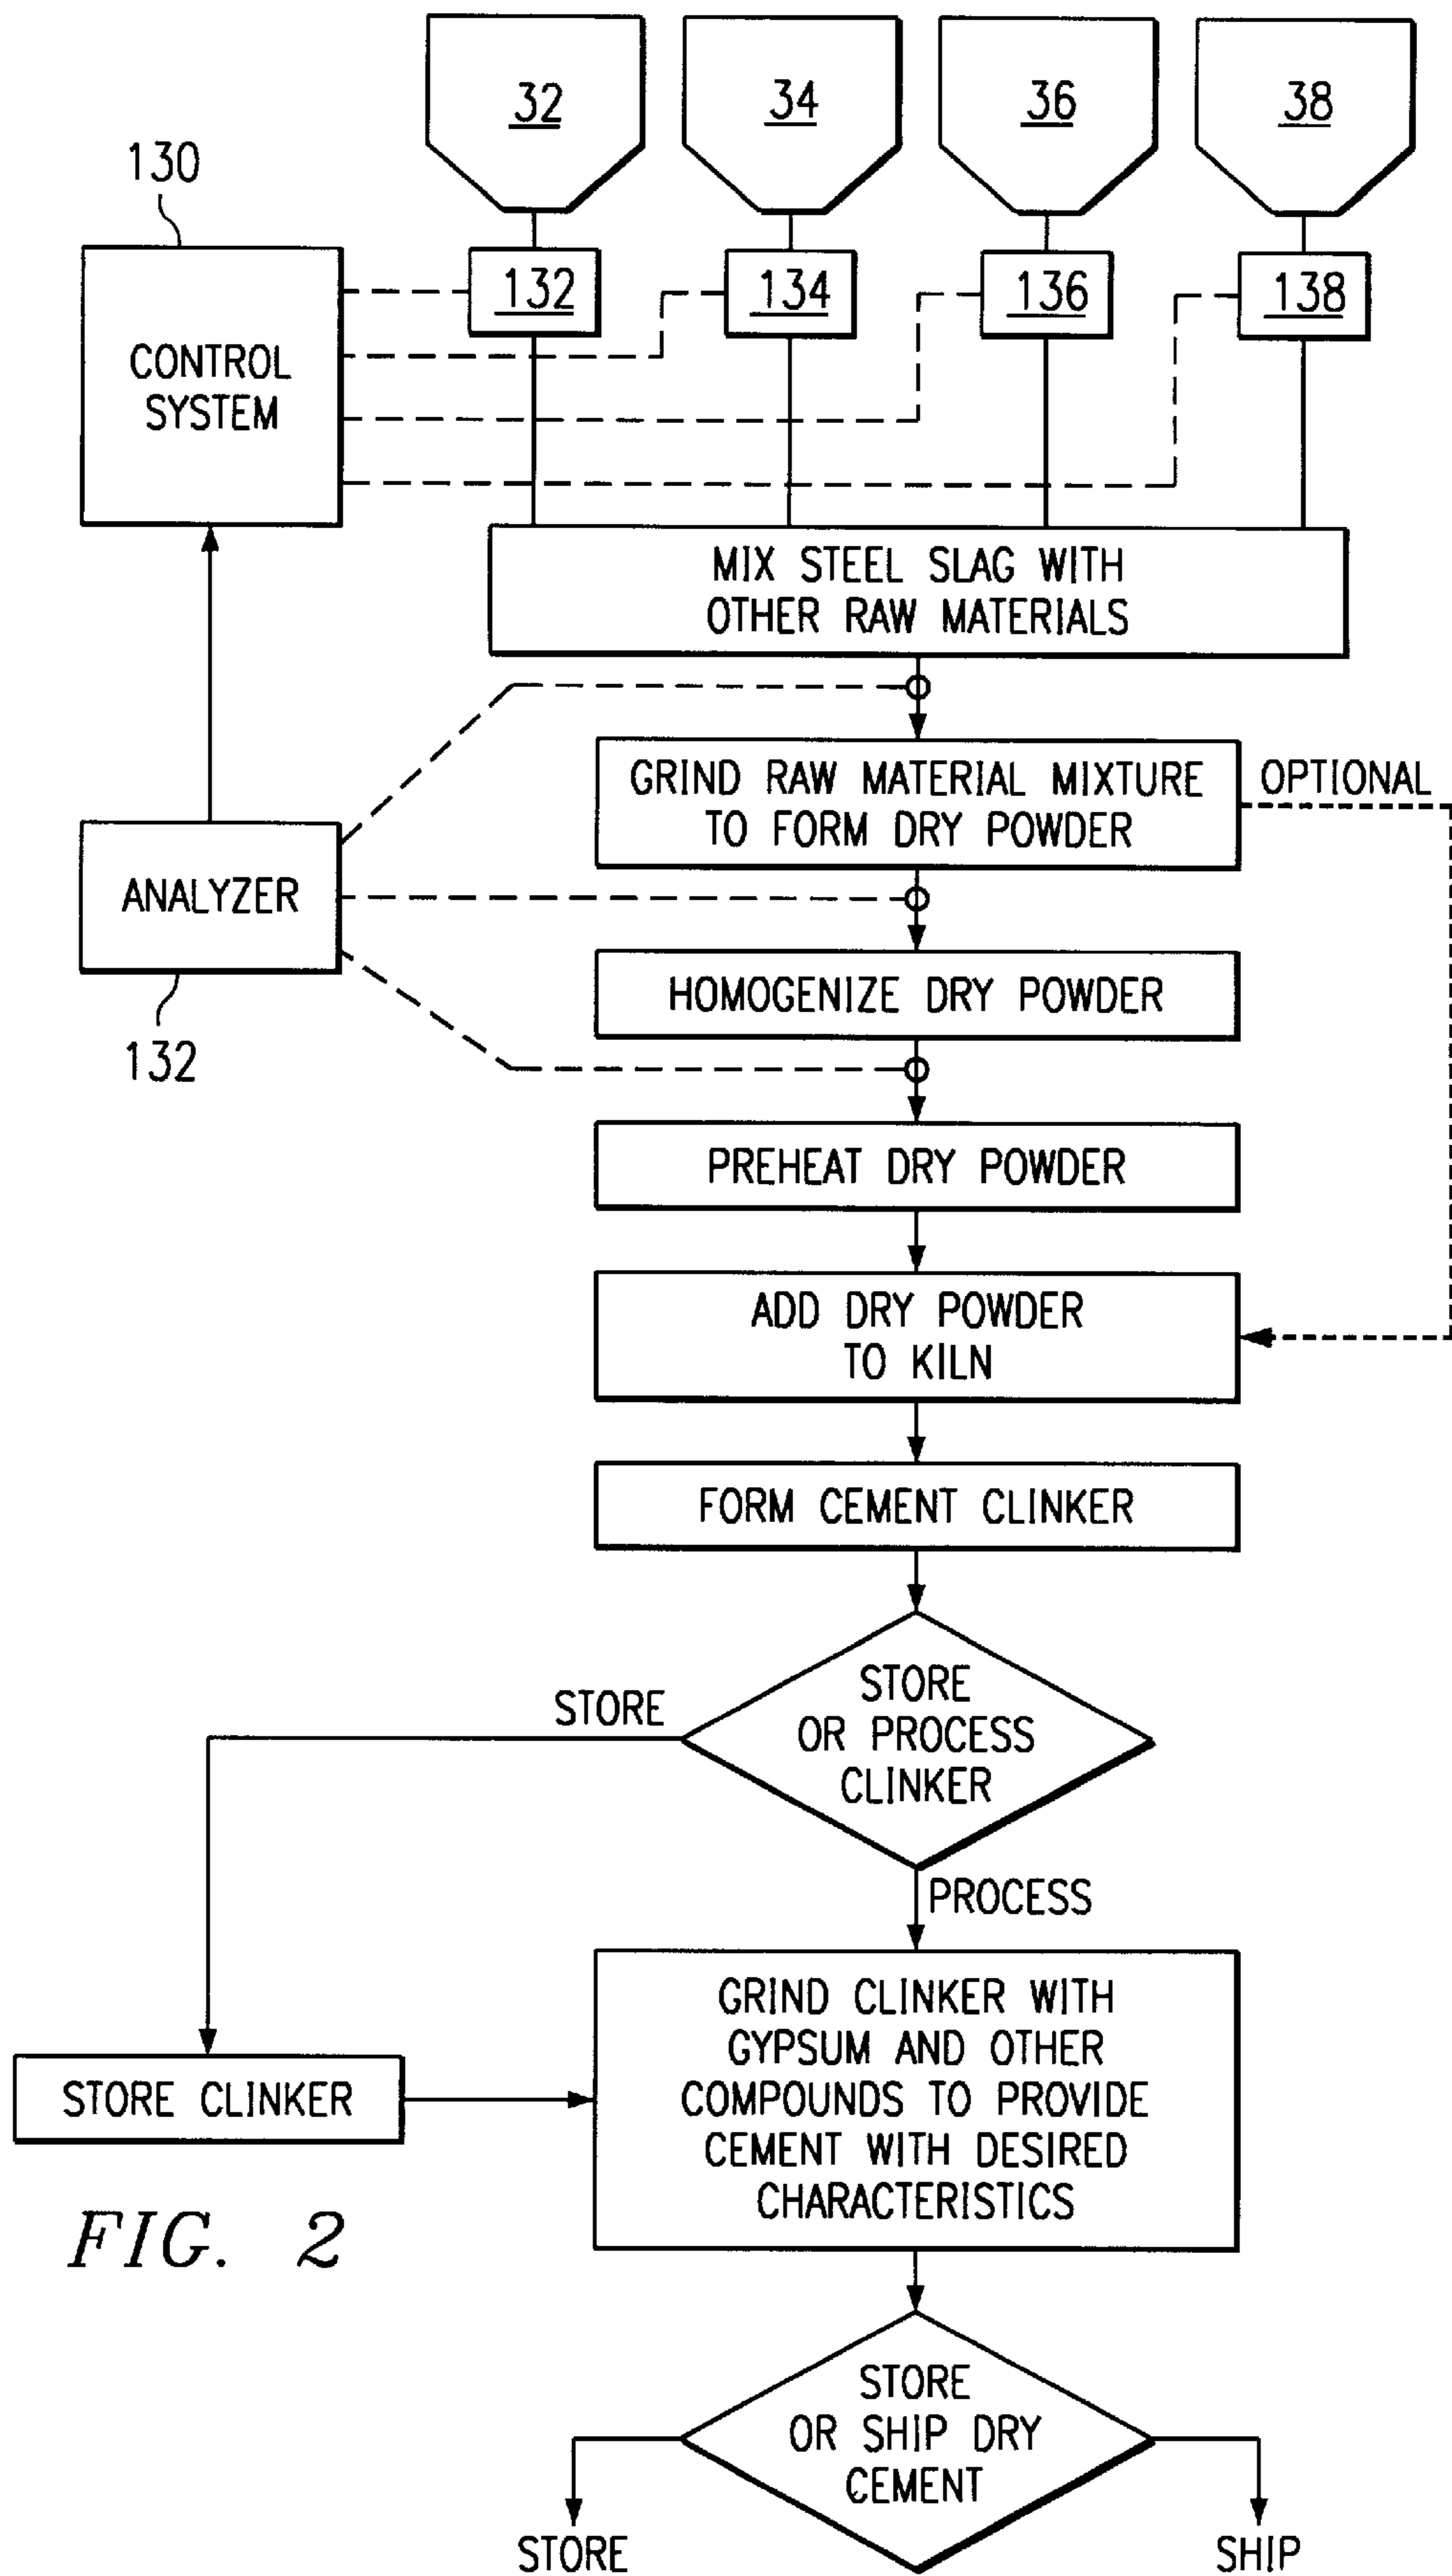 32
34
36
38
130
132
134
136
138
CONTROL
SYSTEM
MIX STEEL SLAG WITH
OTHER RAW MATERIALS
GRIND RAW MATERIAL MIXTURE
TO FORM DRY POWDER
OPTIONAL
ANALYZER
132
HOMOGENIZE DRY POWDER
PREHEAT DRY POWDER
ADD DRY POWDER
TO KILN
FORM CEMENT CLINKER
STORE
OR PROCESS
CLINKER
STORE
PROCESS
GRIND CLINKER WITH
GYPSUM AND OTHER
COMPOUNDS TO PROVIDE
CEMENT WITH DESIRED
CHARACTERISTICS
STORE CLINKER
FIG. 2
STORE
OR SHIP DRY
CEMENT
STORE
SHIP